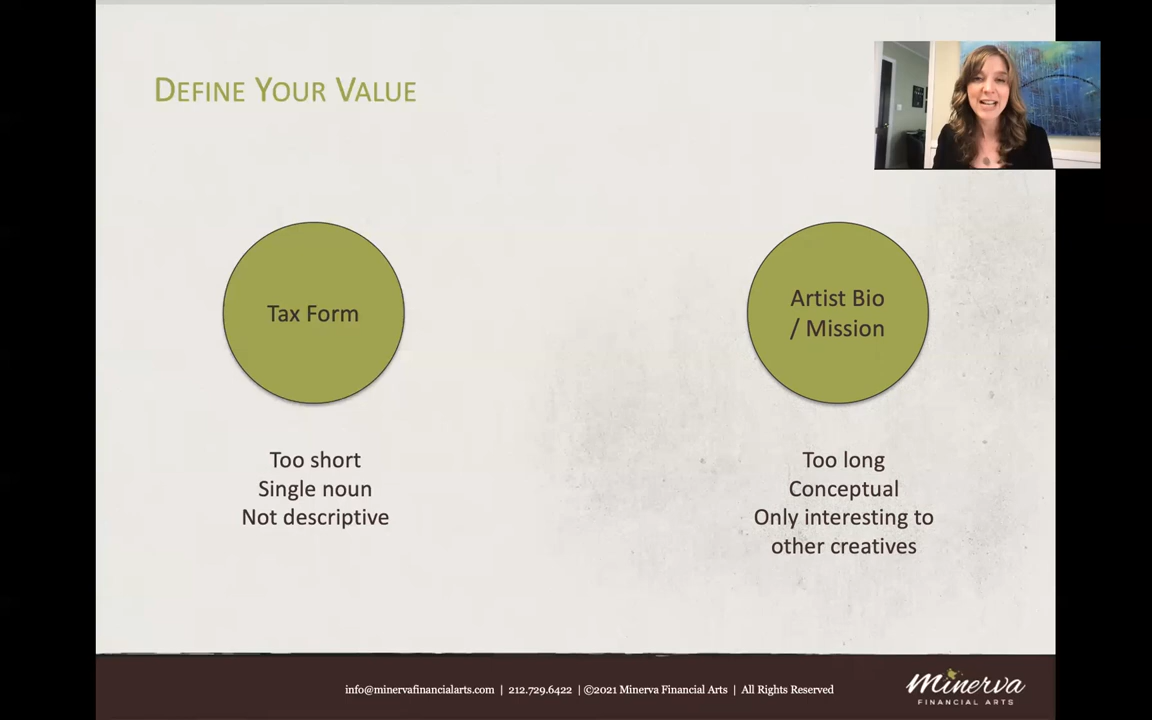 DEFINE YOUR VALUE
Tax Form
Artist Bio
/ Mission
Too short
Single noun
Not descriptive
Too long
Conceptual
Only interesting to
other creatives
info@minervafinancialarts.com | 212.729.6422 | ©2021 Minerva Financial Arts | All Rights Reserved
Minerva
FINANCIAL ARTS